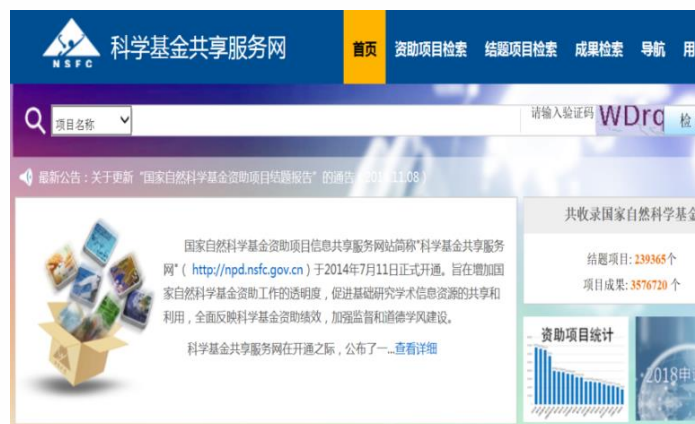 科学基金共享服务网
NSFC
首页 资助项目检索 结题项目检索 成果检索 导航 用
项目名称 请输入验证码 WDrq 检
最新公告:关于更新“国家自然科学基金资助项目结题报告”的通告(2016.11.08)
国家自然科学基金资助项目信息共享服务网站简称“科学基金共享服务
网”( http://npd.nsfc.gov.cn )于2014年7月11日正式开通。旨在增加国
家自然科学基金资助工作的透明度,促进基础研究学术信息资源的共享和
利用,全面反映科学基金资助绩效,加强监督和道德学风建设。
科学基金共享服务网在开通之际,公布了一...查看详细
共收录国家自然科学基金
结题项目: 239365个
项目成果: 3576720 个
资助项目统计
2018申